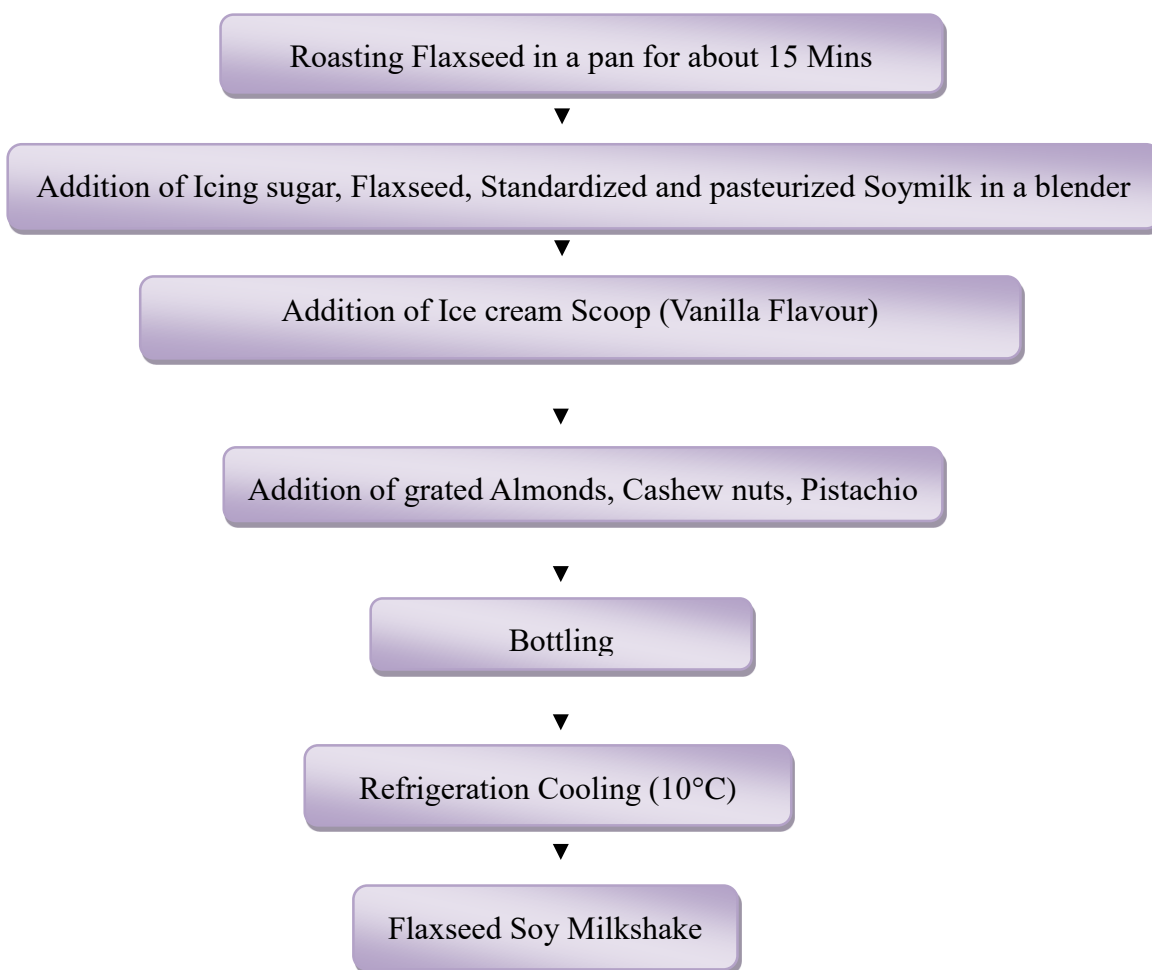 Roasting Flaxseed in a pan for about 15 Mins
Addition of Icing sugar, Flaxseed, Standardized and pasteurized Soymilk in a blender
Addition of Ice cream Scoop (Vanilla Flavour)
Addition of grated Almonds, Cashew nuts, Pistachio
Bottling
Refrigeration Cooling (10°C)
Flaxseed Soy Milkshake